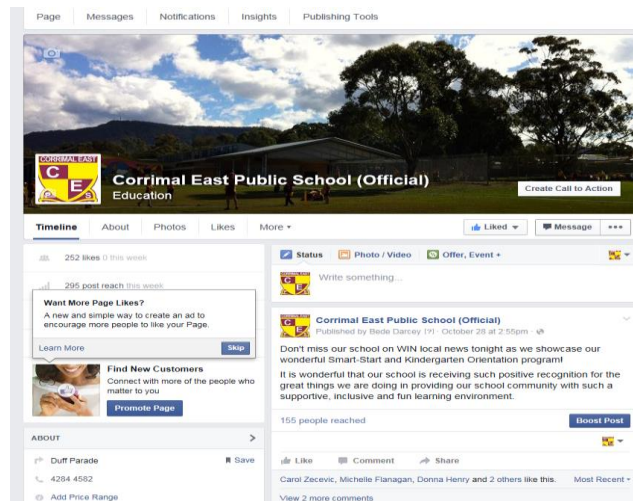 Page Messages Notifications Insights Publishing Tools
CORRIMAL EAST
C
E
Corrimal East Public School (Official)
Education
Create Call to Action
Timeline About Photos Likes More
Liked Message
252 likes 0 this week
295 post reach this week
Want More Page Likes?
A new and simple way to create an ad to
encourage more people to like your Page.
Learn More Skip
Find New Customers
Connect with more of the people who
matter to you
Promote Page
ABOUT
Duff Parade Save
4284 4582
Add Price Range
Status Photo / Video Offer, Event +
Write something...
Corrimal East Public School (Official)
Published by Bede Darcey [?] · October 28 at 2:55pm ·
Don't miss our school on WIN local news tonight as we showcase our
wonderful Smart-Start and Kindergarten Orientation program!
It is wonderful that our school is receiving such positive recognition for the
great things we are doing in providing our school community with such a
supportive, inclusive and fun learning environment.
155 people reached Boost Post
Like Comment Share
Carol Zecevic, Michelle Flanagan, Donna Henry and 2 others like this. Most Recent
View 2 more comments